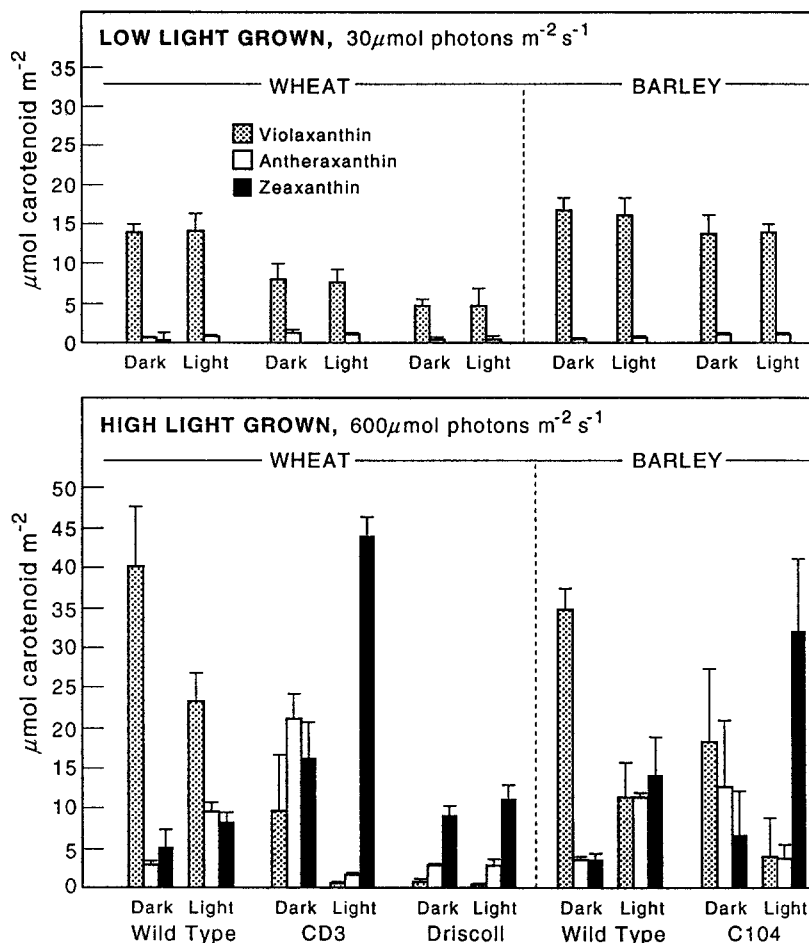 LOW LIGHT GROWN, 30μmol photons m⁻² s⁻¹
WHEAT BARLEY
Violaxanthin
Antheraxanthin
Zeaxanthin
μmol carotenoid m⁻²
35
30
25
20
15
10
5
0
Dark Light Dark Light Dark Light Dark Light Dark Light
HIGH LIGHT GROWN, 600μmol photons m⁻² s⁻¹
WHEAT BARLEY
μmol carotenoid m⁻²
50
45
40
35
30
25
20
15
10
5
0
Dark Light Dark Light Dark Light Dark Light Dark Light
Wild Type CD3 Driscoll Wild Type C104